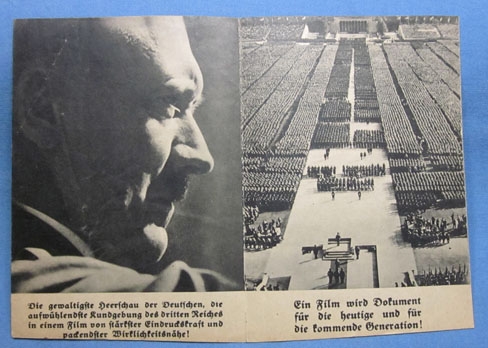 Die gewaltigste Heerschau der Deutschen, die
aufwühlendste Kundgebung des dritten Reiches
in einem Film von stärkster Eindruckskraft und
packendster Wirklichkeitsnähe!
Ein Film wird Dokument
für die heutige und für
die kommende Generation!